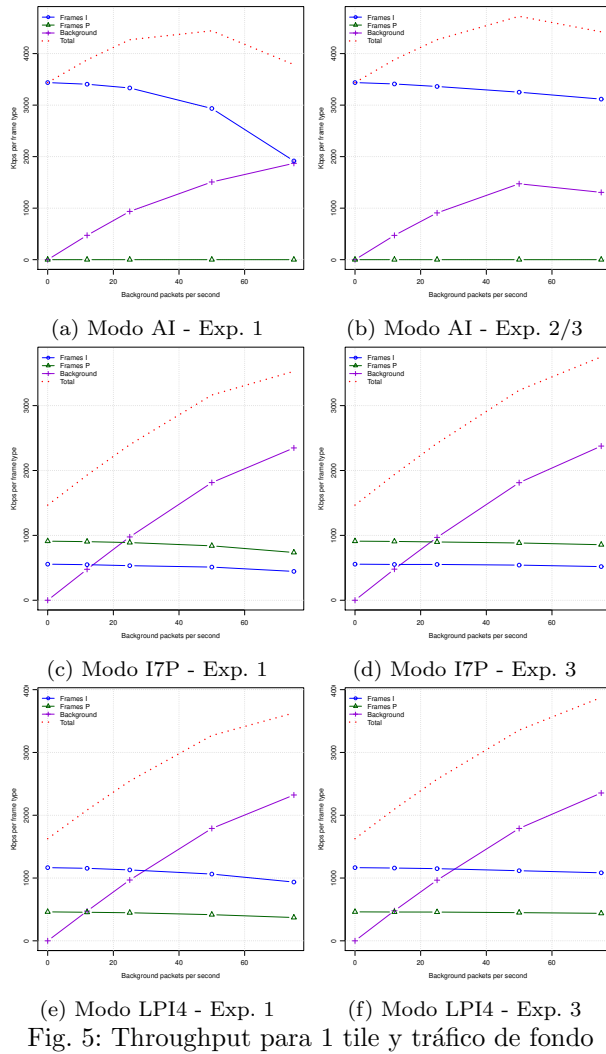 Frames I
Frames P
Background
Total
Kbps per frame type
0
1000
2000
3000
4000
0
20
40
60
Background packets per second
(a) Modo AI - Exp. 1
Frames I
Frames P
Background
Total
Kbps per frame type
0
1000
2000
3000
4000
0
20
40
60
Background packets per second
(b) Modo AI - Exp. 2/3
Frames I
Frames P
Background
Total
Kbps per frame type
0
1000
2000
3000
0
20
40
60
Background packets per second
(c) Modo I7P - Exp. 1
Frames I
Frames P
Background
Total
Kbps per frame type
0
1000
2000
3000
0
20
40
60
Background packets per second
(d) Modo I7P - Exp. 3
Frames I
Frames P
Background
Total
Kbps per frame type
0
1000
2000
3000
4000
0
20
40
60
Background packets per second
(e) Modo LPI4 - Exp. 1
Frames I
Frames P
Background
Total
Kbps per frame type
0
1000
2000
3000
4000
0
20
40
60
Background packets per second
(f) Modo LPI4 - Exp. 3
Fig. 5: Throughput para 1 tile y tráfico de fondo